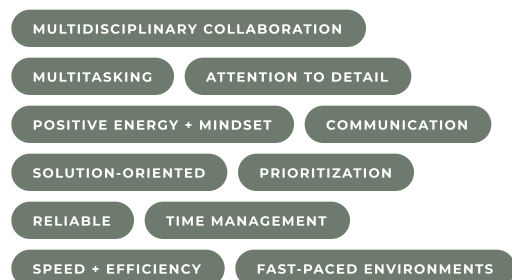 MULTIDISCIPLINARY COLLABORATION
MULTITASKING ATTENTION TO DETAIL
POSITIVE ENERGY + MINDSET COMMUNICATION
SOLUTION-ORIENTED PRIORITIZATION
RELIABLE TIME MANAGEMENT
SPEED + EFFICIENCY FAST-PACED ENVIRONMENTS